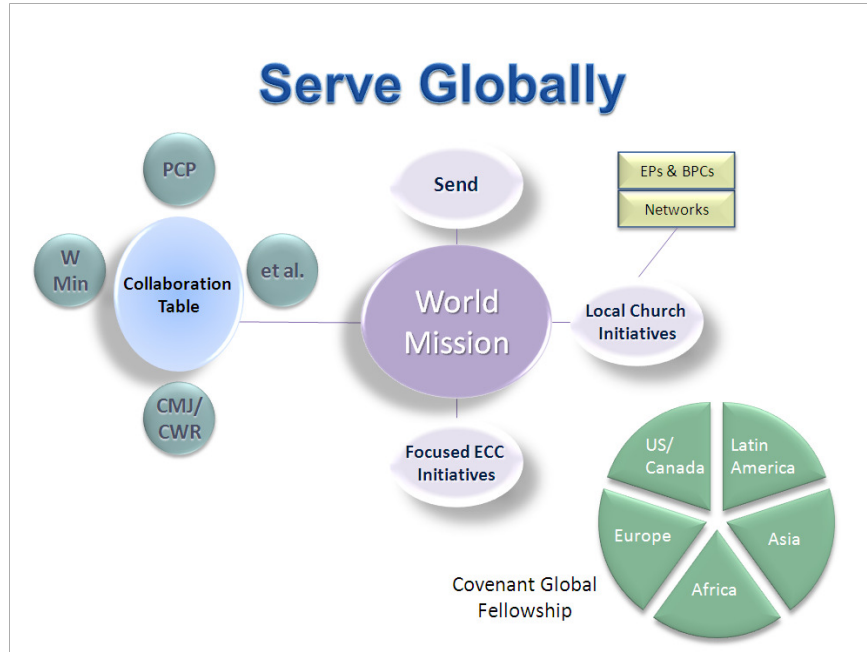 Serve Globally
PCP
W
Min
Collaboration
Table
et al.
CMJ/
CWR
Send
World
Mission
Focused ECC
Initiatives
EPs & BPCs
Networks
Local Church
Initiatives
US/
Canada
Latin
America
Europe
Asia
Africa
Covenant Global
Fellowship